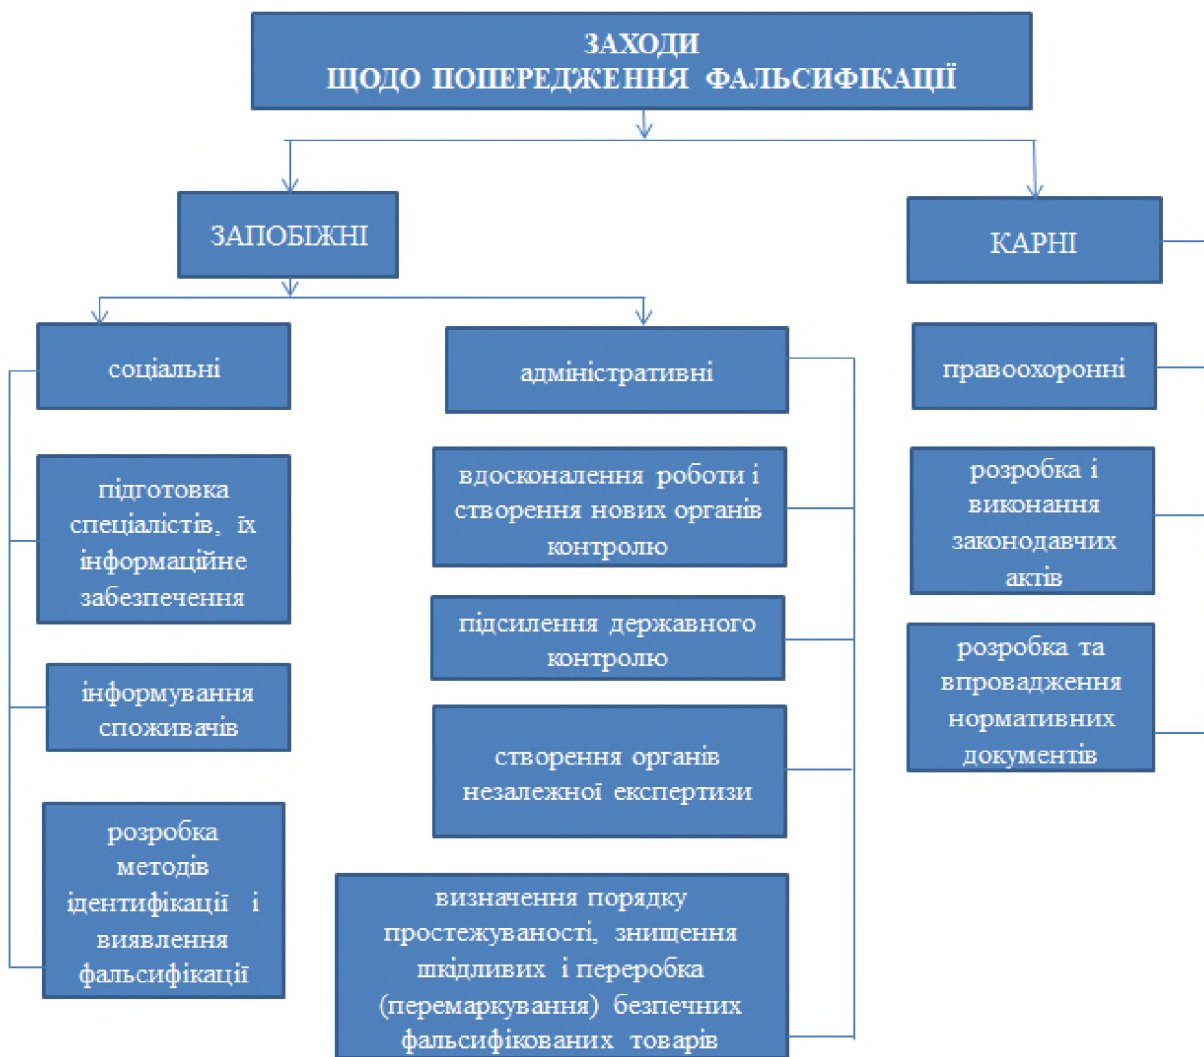 ЗАХОДИ
ЩОДО ПОПЕРЕДЖЕННЯ ФАЛЬСИФІКАЦІЇ
ЗАПОБІЖНІ
КАРНІ
соціальні
адміністративні
правоохоронні
підготовка
спеціалістів, їх
інформаційне
забезпечення
інформування
споживачів
розробка
методів
ідентифікації і
виявлення
фальсифікації
вдосконалення роботи і
створення нових органів
контролю
підсилення державного
контролю
створення органів
незалежної експертизи
визначення порядку
простежуваності, знищення
шкідливих і переробка
(перемаркування) безпечних
фальсифікованих товарів
розробка і
виконання
законодавчих
актів
розробка та
впровадження
нормативних
документів